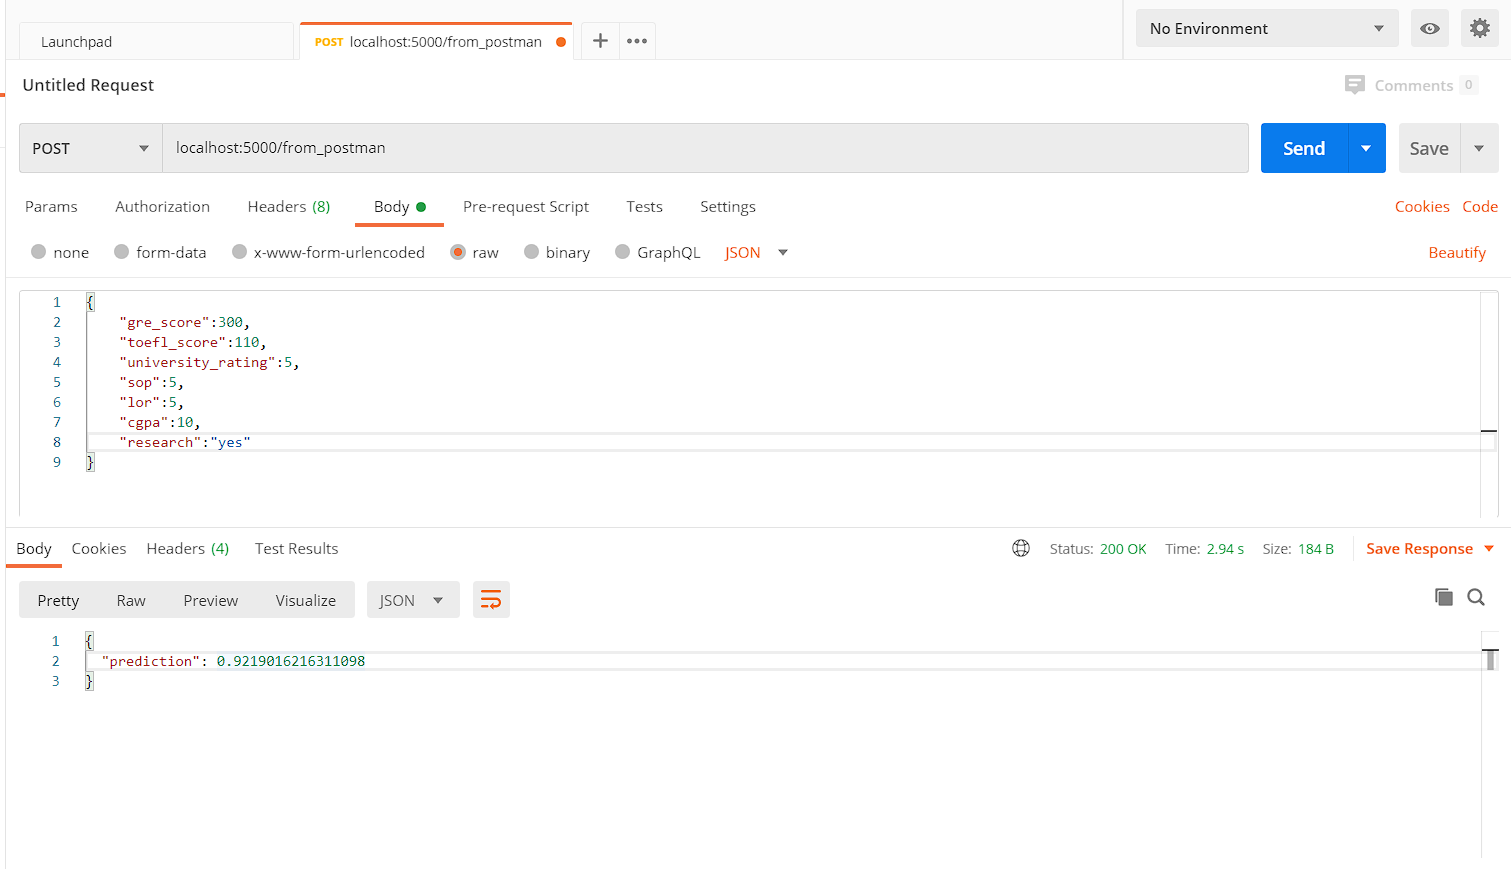 Launchpad
POST localhost:5000/from_postman
No Environment
Untitled Request
Comments 0
POST localhost:5000/from_postman Send Save
Params Authorization Headers (8) Body Pre-request Script Tests Settings Cookies Code
none form-data x-www-form-urlencoded raw binary GraphQL JSON Beautify
1 {
2 "gre_score":300,
3 "toefl_score":110,
4 "university_rating":5,
5 "sop":5,
6 "lor":5,
7 "cgpa":10,
8 "research":"yes"
9 }
Body Cookies Headers (4) Test Results Status: 200 OK Time: 2.94 s Size: 184 B Save Response
Pretty Raw Preview Visualize JSON
1 {
2 "prediction": 0.9219016216311098
3 }